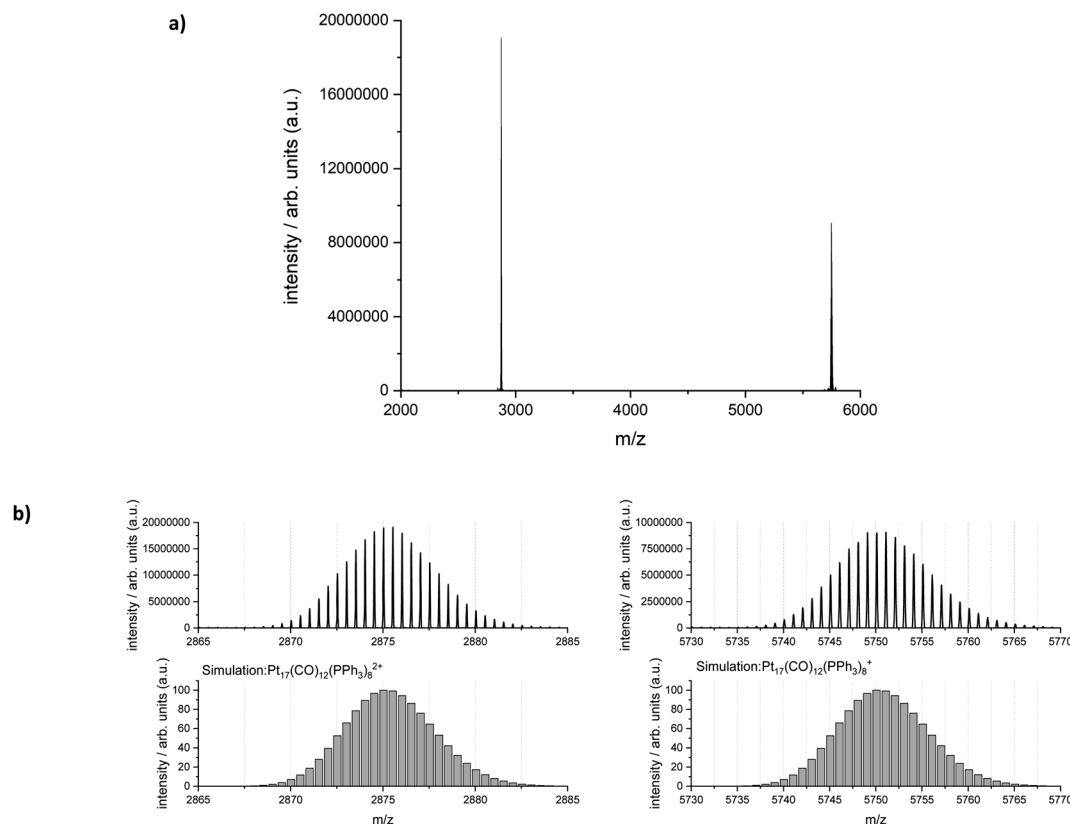 a)
intensity / arb. units (a.u.)
20000000
16000000
12000000
8000000
4000000
0
2000 3000 4000 5000 6000
m/z
b)
intensity / arb. units (a.u.)
20000000
15000000
10000000
5000000
0
2865 2870 2875 2880 2885
intensity / arb. units (a.u.)
10000000
7500000
5000000
2500000
0
5730 5735 5740 5745 5750 5755 5760 5765 5770
Simulation:Pt₁₇(CO)₁₂(PPh₃)₈²⁺
intensity / arb. units (a.u.)
100
80
60
40
20
0
2865 2870 2875 2880 2885
m/z
Simulation:Pt₁₇(CO)₁₂(PPh₃)₈⁺
intensity / arb. units (a.u.)
100
80
60
40
20
0
5730 5735 5740 5745 5750 5755 5760 5765 5770
m/z